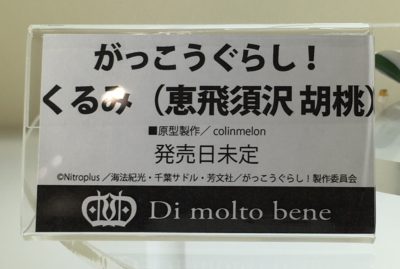 がっこうぐらし！
くるみ（恵飛須沢 胡桃）
■原型製作／colinmelon
発売日未定
©Nitroplus／海法紀光・千葉サドル・芳文社／がっこうぐらし！製作委員会
Di molto bene